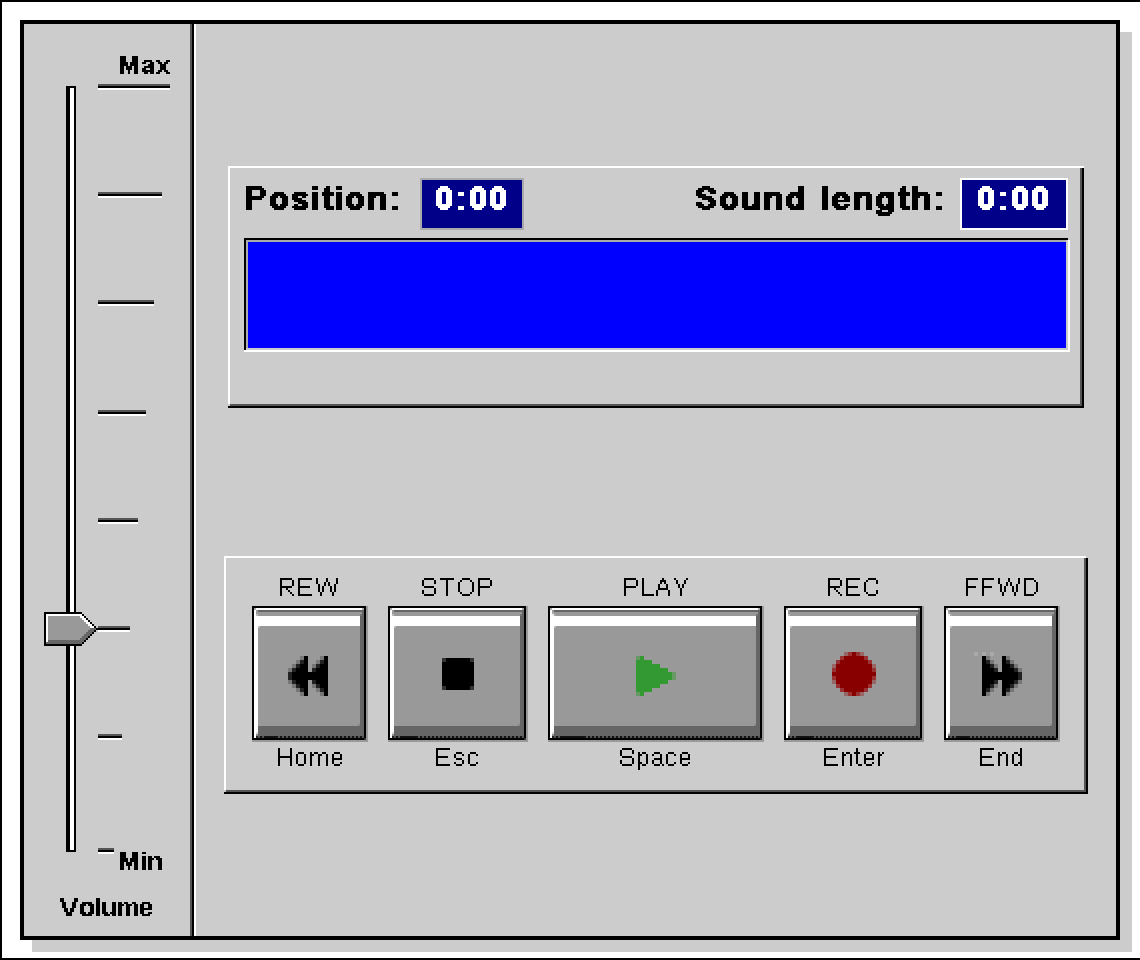 Max
Position: 0:00 Sound length: 0:00
REW STOP PLAY REC FFWD
Home Esc Space Enter End
Min
Volume